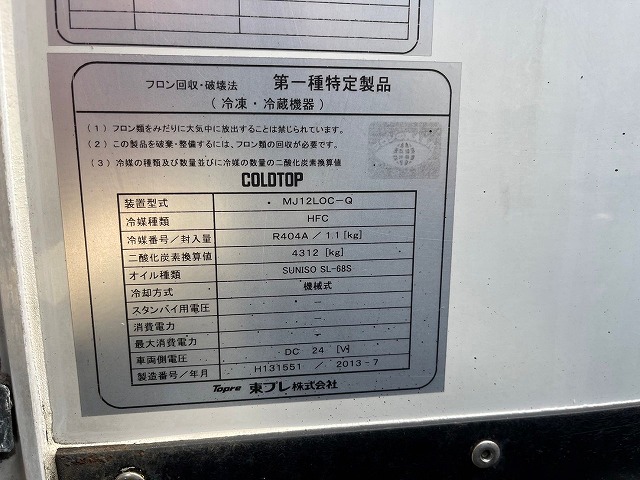 フロン回収・破壊法 第一種特定製品
(冷凍・冷蔵機器)
(1) フロン類をみだりに大気中に放出することは禁じられています。
(2) この製品を破棄・整備するには、フロン類の回収が必要です。
(3) 冷媒の種類及び数量並びに冷媒の数量の二酸化炭素換算値
COLDTOP
装置型式 MJ12LOC-Q
冷媒種類 HFC
冷媒番号/封入量 R404A / 1.1 [kg]
二酸化炭素換算値 4312 [kg]
オイル種類 SUNISO SL-68S
冷却方式 機械式
スタンバイ用電圧 —
消費電力 —
最大消費電力 —
車両側電圧 DC 24 [V]
製造番号/年月 H131551 / 2013-7
Topre 東プレ株式会社